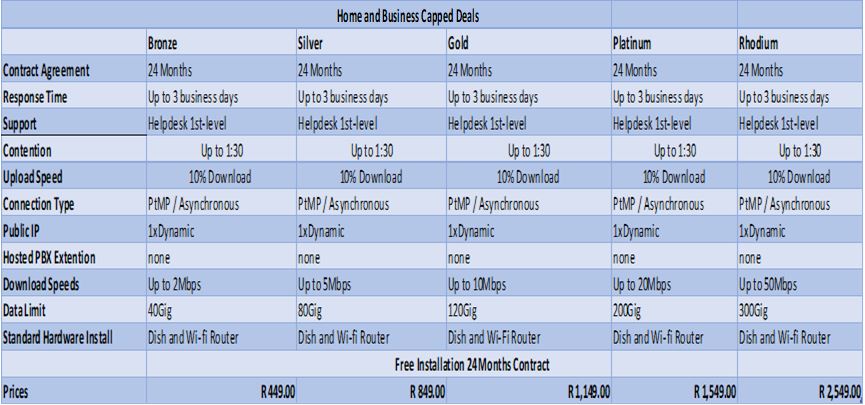 Home and Business Capped Deals
Bronze Silver Gold Platinum Rhodium
Contract Agreement 24 Months 24 Months 24 Months 24 Months 24 Months
Response Time Up to 3 business days Up to 3 business days Up to 3 business days Up to 3 business days Up to 3 business days
Support Helpdesk 1st-level Helpdesk 1st-level Helpdesk 1st-level Helpdesk 1st-level Helpdesk 1st-level
Contention Up to 1:30 Up to 1:30 Up to 1:30 Up to 1:30 Up to 1:30
Upload Speed 10% Download 10% Download 10% Download 10% Download 10% Download
Connection Type PtMP / Asynchronous PtMP / Asynchronous PtMP / Asynchronous PtMP / Asynchronous PtMP / Asynchronous
Public IP 1xDynamic 1xDynamic 1xDynamic 1xDynamic 1xDynamic
Hosted PBX Extention none none none none none
Download Speeds Up to 2Mbps Up to 5Mbps Up to 10Mbps Up to 20Mbps Up to 50Mbps
Data Limit 40Gig 80Gig 120Gig 200Gig 300Gig
Standard Hardware Install Dish and Wi-fi Router Dish and Wi-fi Router Dish and Wi-Fi Router Dish and Wi-fi Router Dish and Wi-fi Router
Free Installation 24 Months Contract
Prices R 449.00 R 849.00 R 1,149.00 R 1,549.00 R 2,549.00